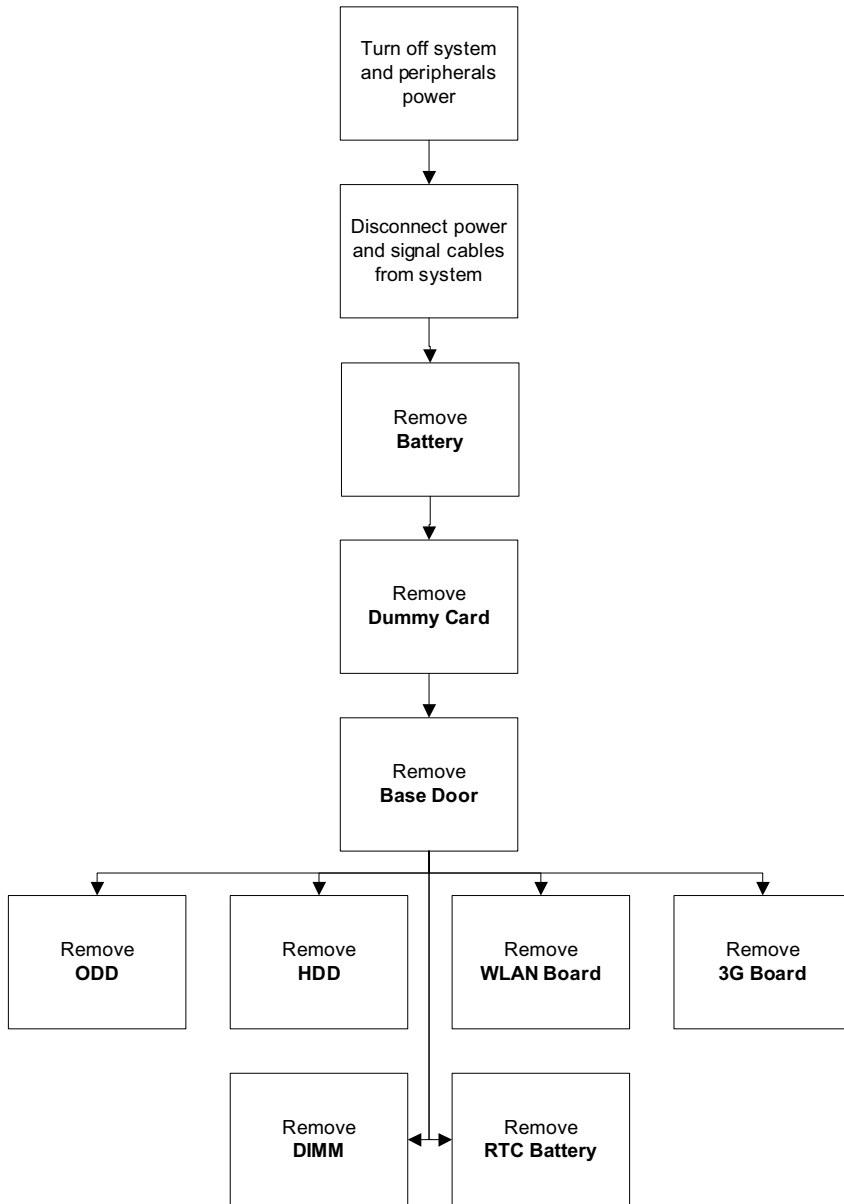 Turn off system
and peripherals
power
Disconnect power
and signal cables
from system
Remove
Battery
Remove
Dummy Card
Remove
Base Door
Remove
ODD
Remove
HDD
Remove
WLAN Board
Remove
3G Board
Remove
DIMM
Remove
RTC Battery